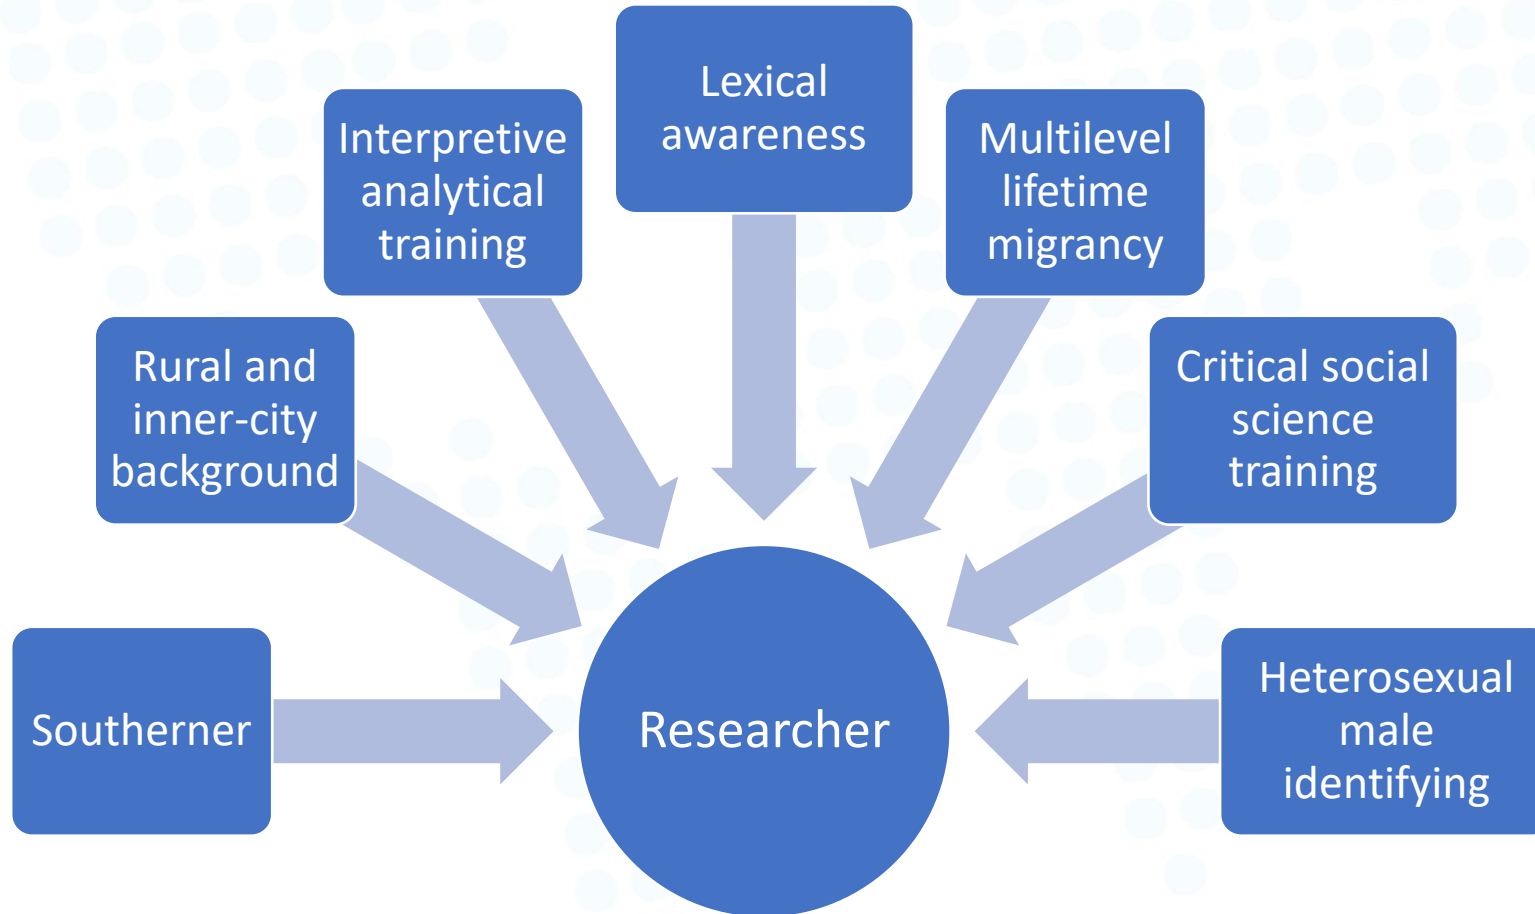 Lexical
awareness
Interpretive
analytical
training
Multilevel
lifetime
migrancy
Rural and
inner-city
background
Critical social
science
training
Southerner
Researcher
Heterosexual
male
identifying